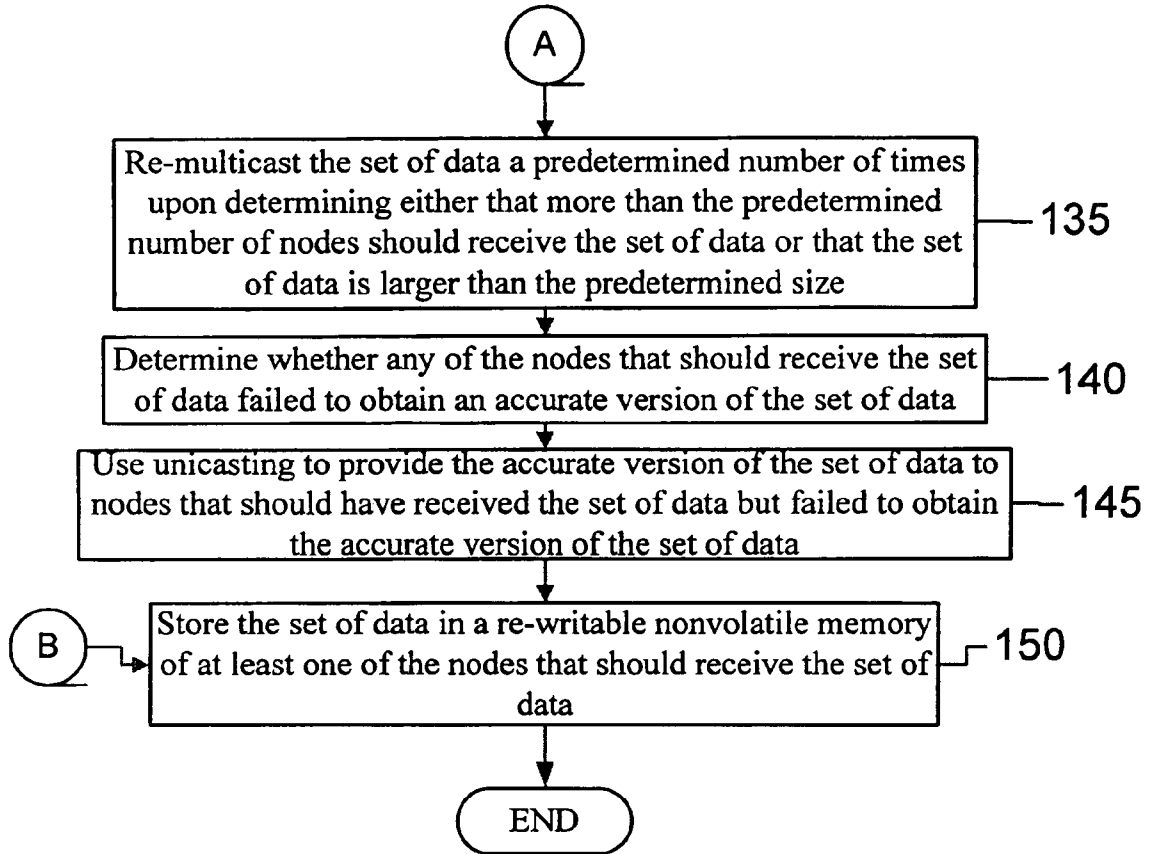 A
Re-multicast the set of data a predetermined number of times
upon determining either that more than the predetermined
number of nodes should receive the set of data or that the set
of data is larger than the predetermined size
135
Determine whether any of the nodes that should receive the set
of data failed to obtain an accurate version of the set of data
140
Use unicasting to provide the accurate version of the set of data to
nodes that should have received the set of data but failed to obtain
the accurate version of the set of data
145
B
Store the set of data in a re-writable nonvolatile memory
of at least one of the nodes that should receive the set of
data
150
END